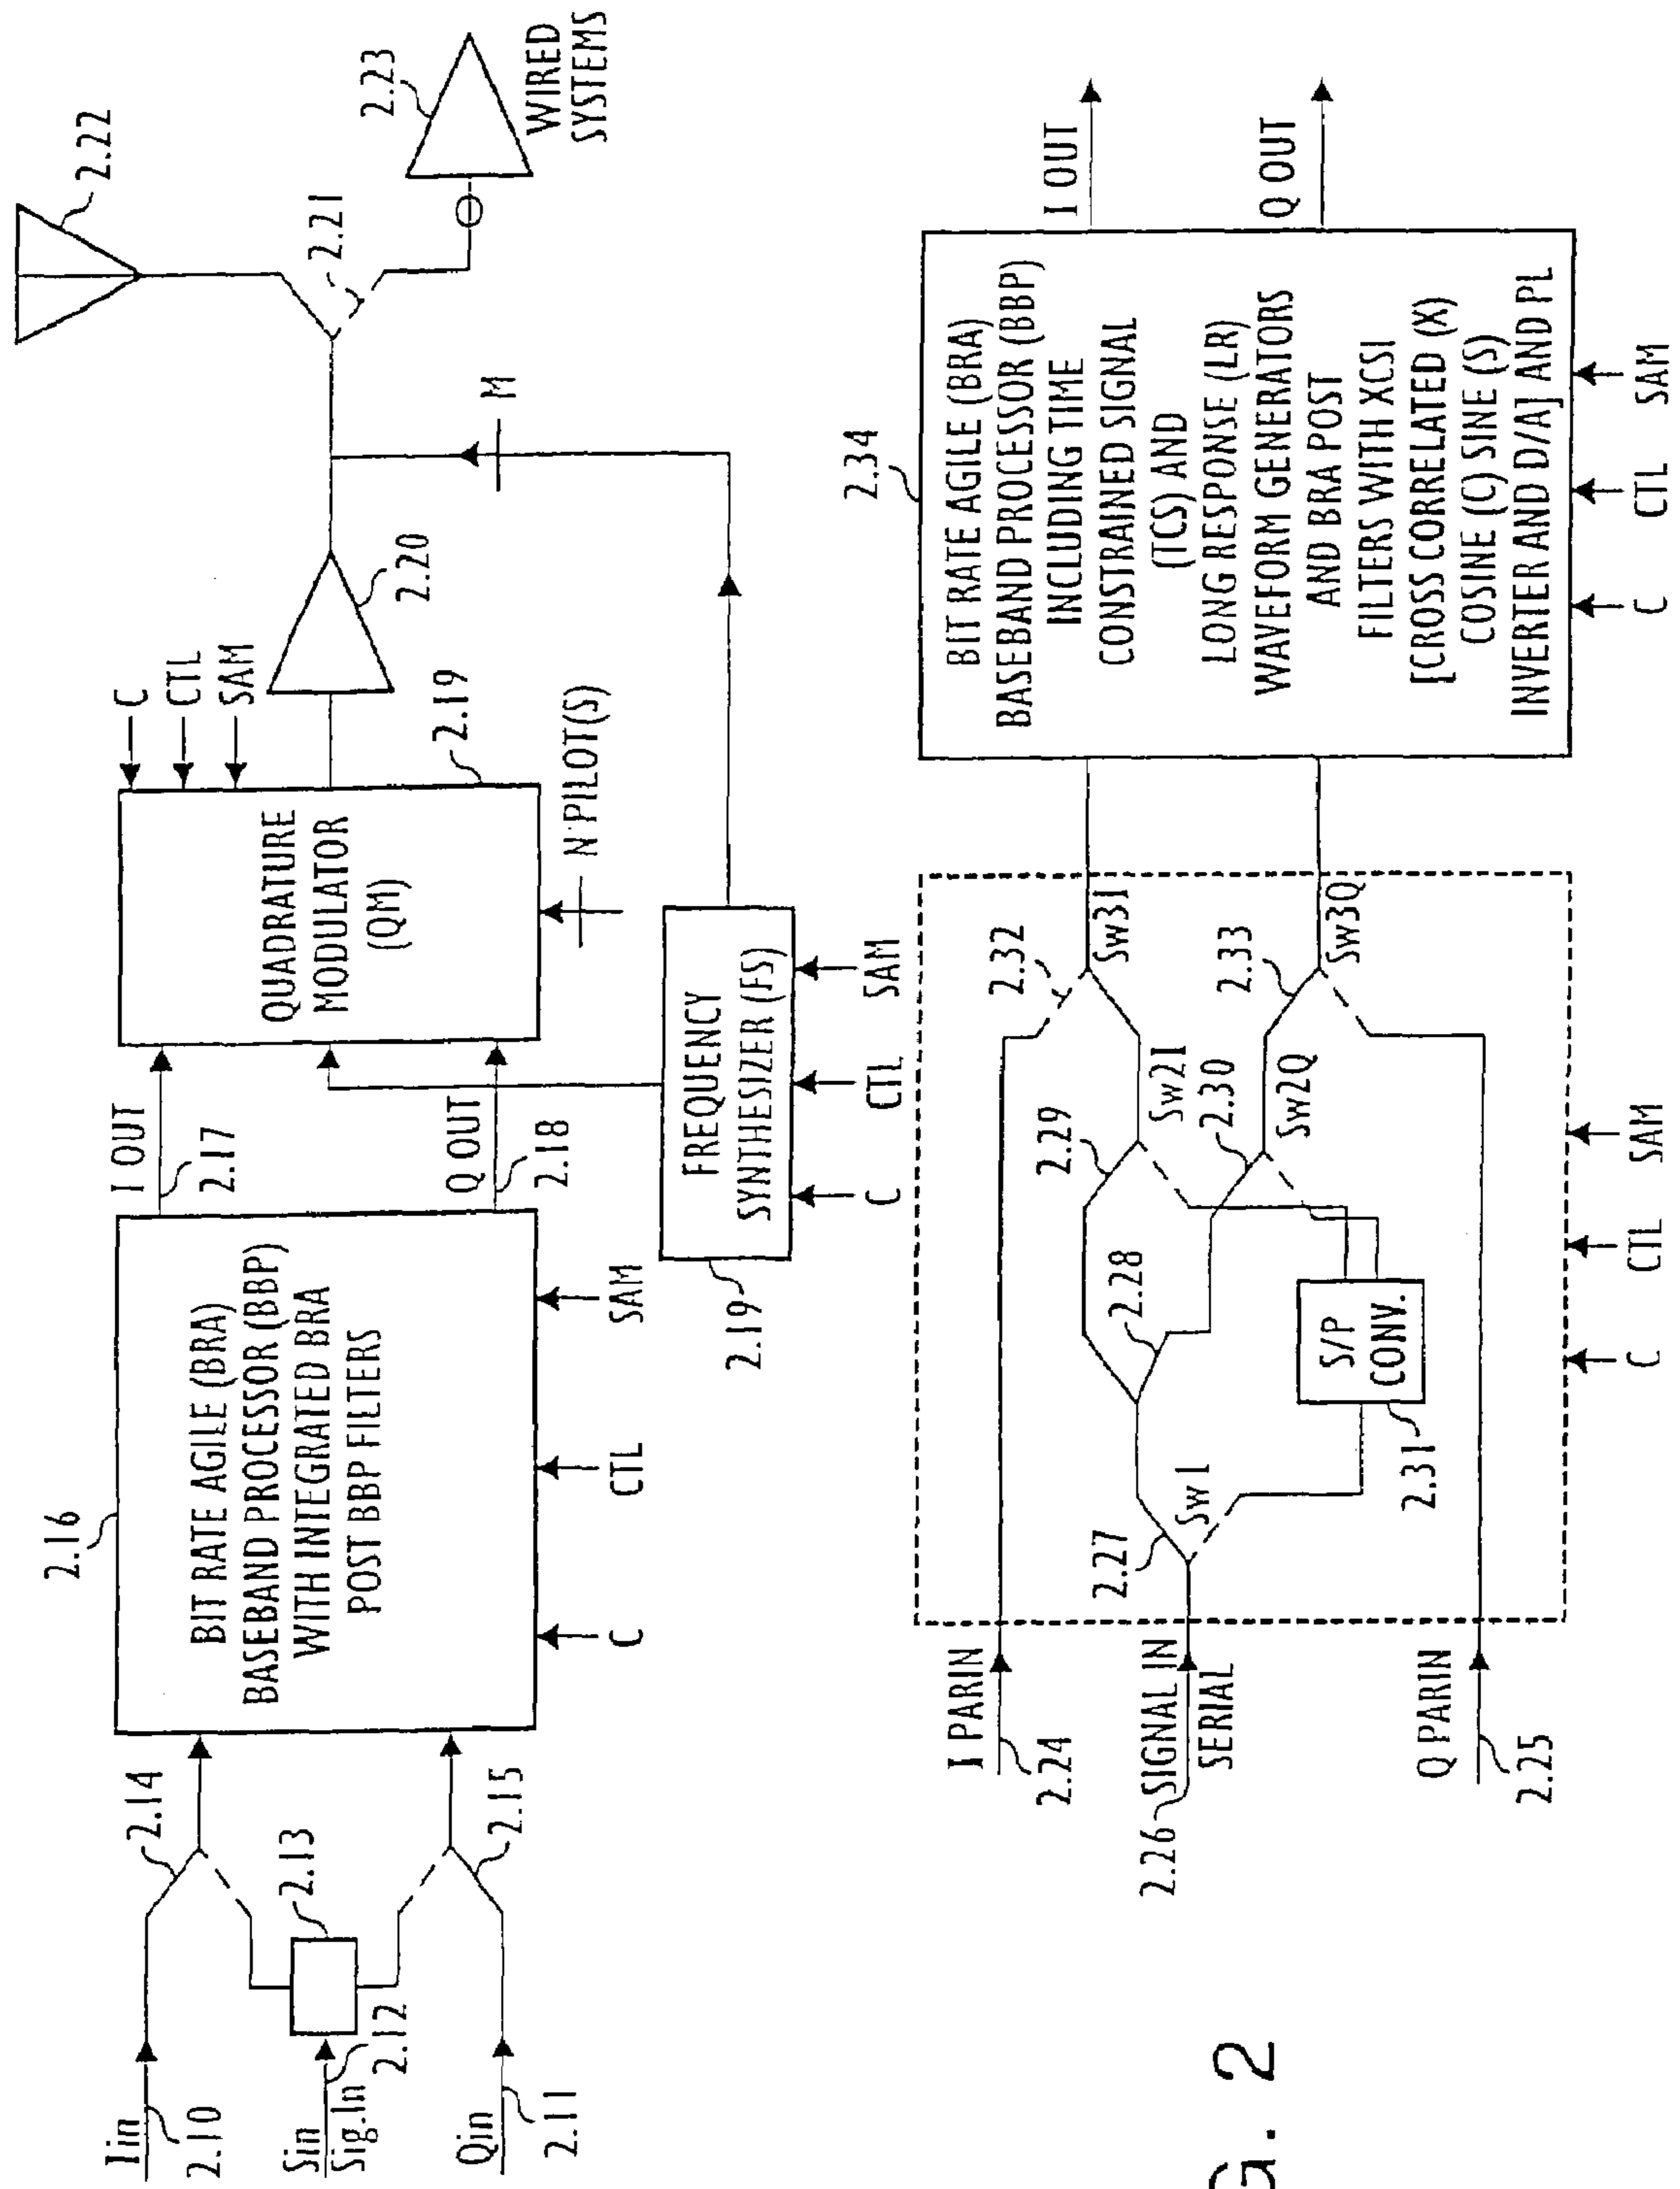 Iin
2.10
Sin
Sig.In
2.12
Qin
2.11
2.13
2.14
2.15
2.16
BIT RATE AGILE (BRA)
BASEBAND PROCESSOR (BBP)
WITH INTEGRATED BRA
POST BBP FILTERS
C
CTL
SAM
I OUT
2.17
Q OUT
2.18
QUADRATURE
MODULATOR
(QM)
C
CTL
SAM
2.19
N PILOT(S)
FREQUENCY
SYNTHESIZER (FS)
2.19
C
CTL
SAM
2.20
M
2.21
2.22
2.23
WIRED
SYSTEMS
I PARIN
2.24
2.26
SIGNAL IN
SERIAL
Q PARIN
2.25
2.27
Sw1
2.28
2.29
Sw2I
2.30
Sw2Q
S/P
CONV.
2.31
2.32
Sw3I
2.33
Sw3Q
C
CTL
SAM
2.34
BIT RATE AGILE (BRA)
BASEBAND PROCESSOR (BBP)
INCLUDING TIME
CONSTRAINED SIGNAL
(TCS) AND
LONG RESPONSE (LR)
WAVEFORM GENERATORS
AND BRA POST
FILTERS WITH XCSI
[CROSS CORRELATED (X)
COSINE (C) SINE (S)
INVERTER AND D/A] AND PL
C
CTL
SAM
I OUT
Q OUT
G. 2